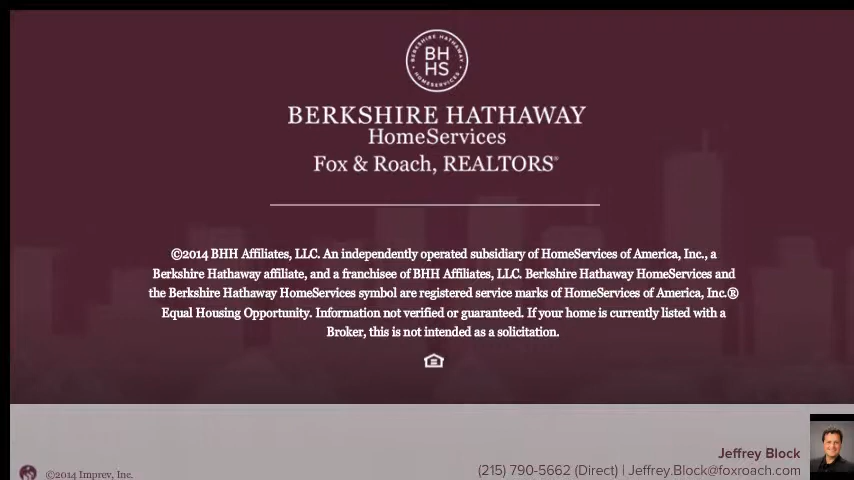 BERKSHIRE HATHAWAY
HOMESERVICES
BH
HS
BERKSHIRE HATHAWAY
HomeServices
Fox & Roach, REALTORS®
©2014 BHH Affiliates, LLC. An independently operated subsidiary of HomeServices of America, Inc., a
Berkshire Hathaway affiliate, and a franchisee of BHH Affiliates, LLC. Berkshire Hathaway HomeServices and
the Berkshire Hathaway HomeServices symbol are registered service marks of HomeServices of America, Inc.®
Equal Housing Opportunity. Information not verified or guaranteed. If your home is currently listed with a
Broker, this is not intended as a solicitation.
Jeffrey Block
(215) 790-5662 (Direct) | Jeffrey.Block@foxroach.com
©2014 Imprev, Inc.